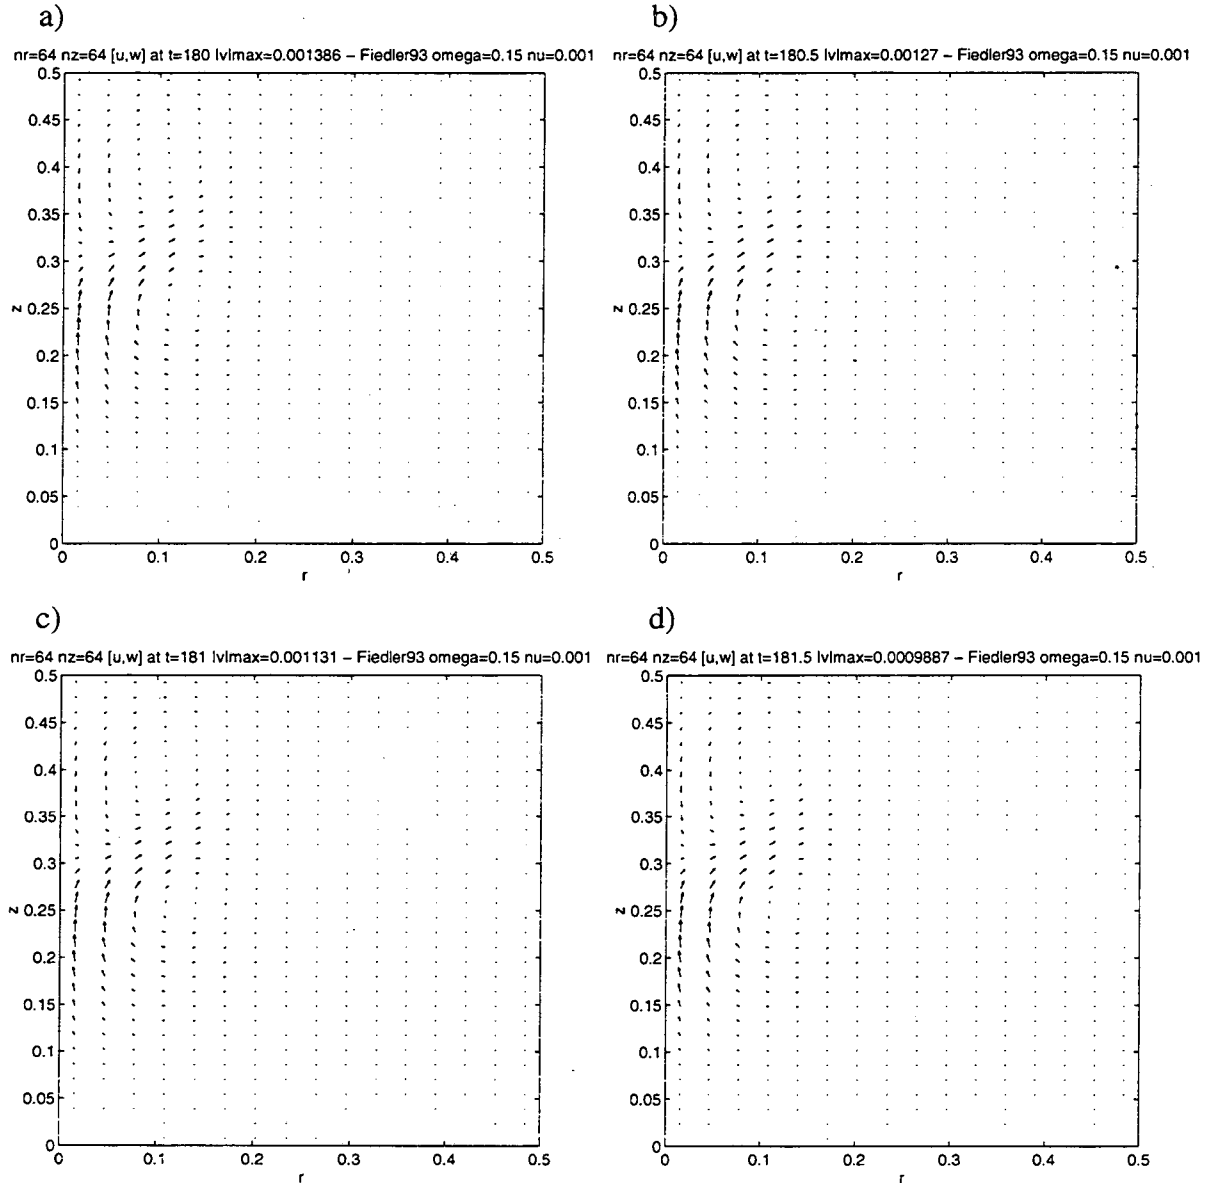 a)
nr=64 nz=64 [u,w] at t=180 lvlmax=0.001386 – Fiedler93 omega=0.15 nu=0.001
0.5
0.45
0.4
0.35
0.3
z 0.25
0.2
0.15
0.1
0.05
0
0 0.1 0.2 0.3 0.4 0.5
r
b)
nr=64 nz=64 [u,w] at t=180.5 lvlmax=0.00127 – Fiedler93 omega=0.15 nu=0.001
0.5
0.45
0.4
0.35
0.3
z 0.25
0.2
0.15
0.1
0.05
0
0 0.1 0.2 0.3 0.4 0.5
r
c)
nr=64 nz=64 [u,w] at t=181 lvlmax=0.001131 – Fiedler93 omega=0.15 nu=0.001
0.5
0.45
0.4
0.35
0.3
z 0.25
0.2
0.15
0.1
0.05
0
0 0.1 0.2 0.3 0.4 0.5
r
d)
nr=64 nz=64 [u,w] at t=181.5 lvlmax=0.0009887 – Fiedler93 omega=0.15 nu=0.001
0.5
0.45
0.4
0.35
0.3
z 0.25
0.2
0.15
0.1
0.05
0
0 0.1 0.2 0.3 0.4 0.5
r